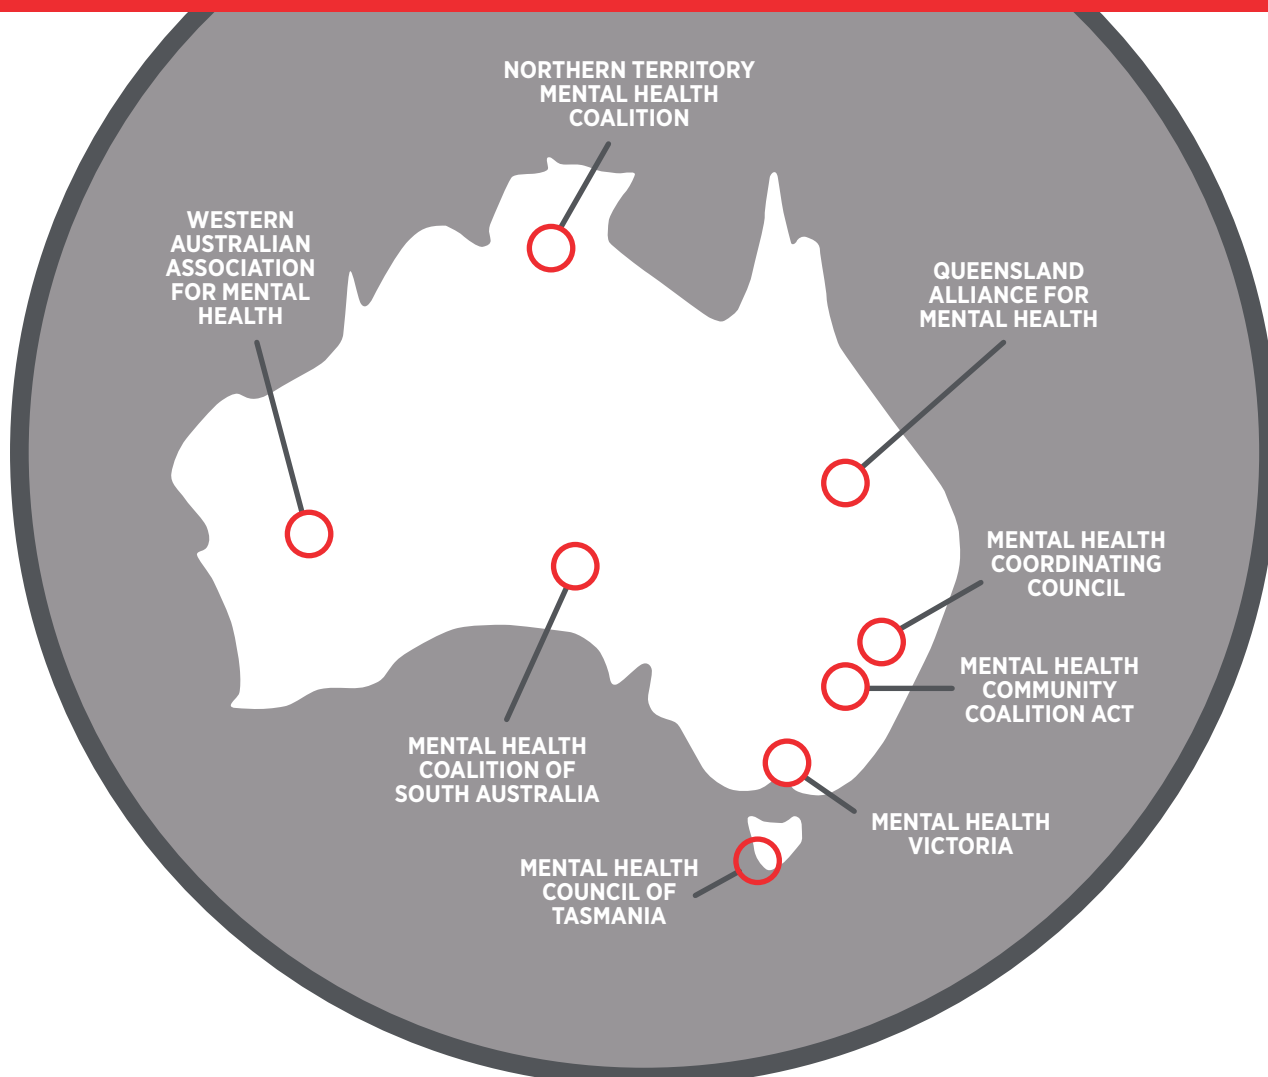 NORTHERN TERRITORY
MENTAL HEALTH
COALITION
WESTERN
AUSTRALIAN
ASSOCIATION
FOR MENTAL
HEALTH
QUEENSLAND
ALLIANCE FOR
MENTAL HEALTH
MENTAL HEALTH
COORDINATING
COUNCIL
MENTAL HEALTH
COMMUNITY
COALITION ACT
MENTAL HEALTH
COALITION OF
SOUTH AUSTRALIA
MENTAL HEALTH
VICTORIA
MENTAL HEALTH
COUNCIL OF
TASMANIA